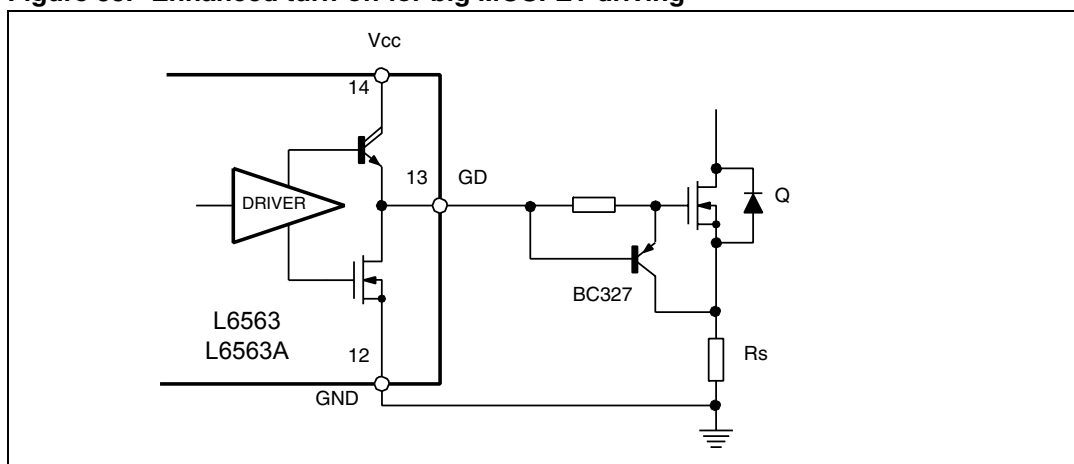 Figure Enhanced turn-off for big MOSFET driving
Vcc
14
13
GD
DRIVER
Q
BC327
L6563
L6563A
12
Rs
GND